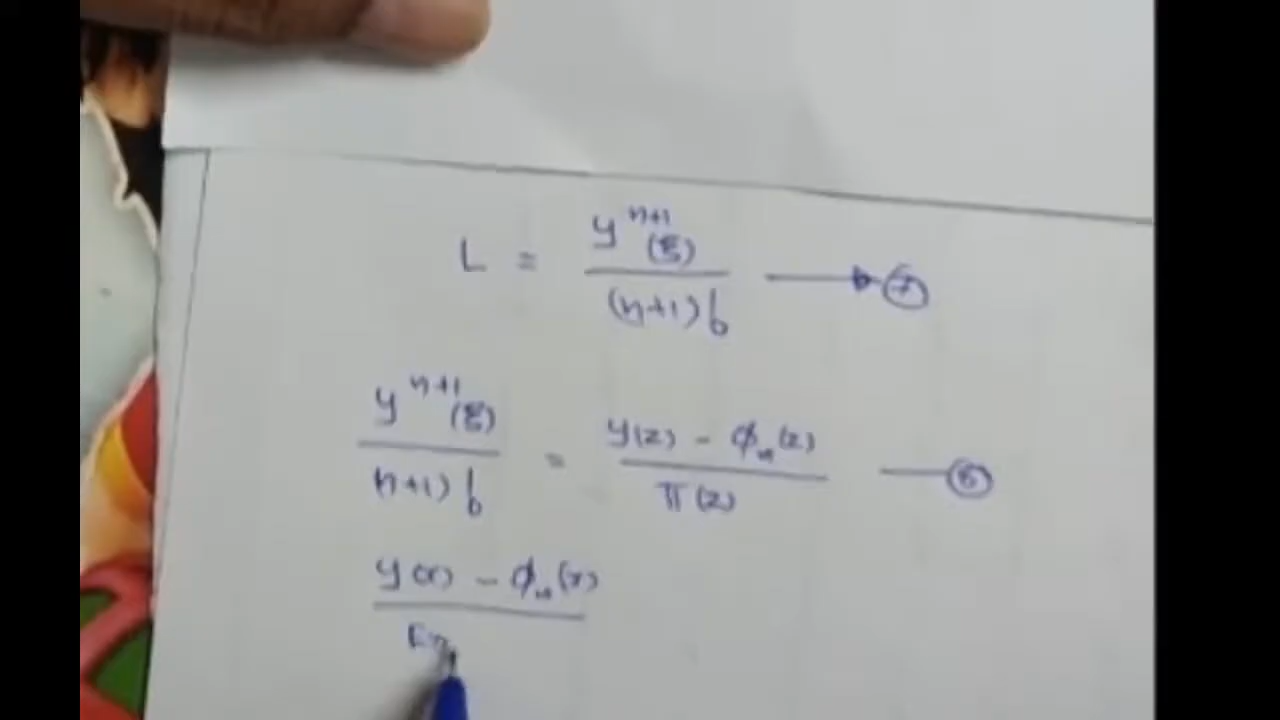 L = y^{n+1}(ξ) / (n+1)! → ⑦
y^{n+1}(ξ) / (n+1)! = y(z) - φ_n(z) / π(z) — ⑧
y(x) - φ_n(x)